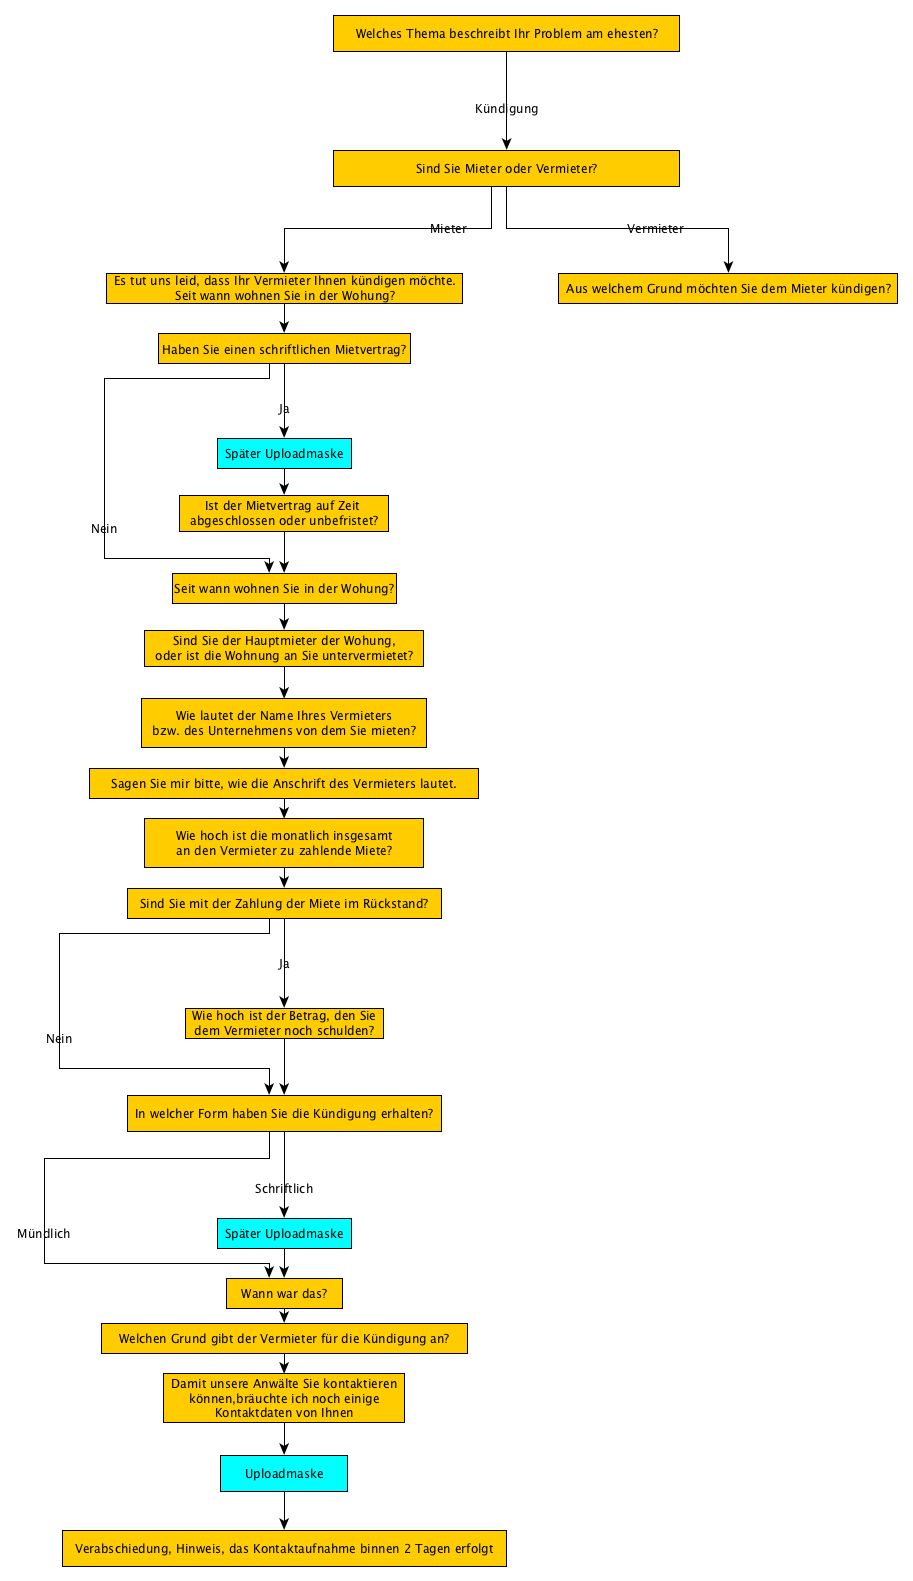 Welches Thema beschreibt Ihr Problem am ehesten?
Kündigung
Sind Sie Mieter oder Vermieter?
Mieter
Vermieter
Es tut uns leid, dass Ihr Vermieter Ihnen kündigen möchte.
Seit wann wohnen Sie in der Wohung?
Aus welchem Grund möchten Sie dem Mieter kündigen?
Haben Sie einen schriftlichen Mietvertrag?
Ja
Später Uploadmaske
Ist der Mietvertrag auf Zeit
abgeschlossen oder unbefristet?
Nein
Seit wann wohnen Sie in der Wohung?
Sind Sie der Hauptmieter der Wohung,
oder ist die Wohnung an Sie untervermietet?
Wie lautet der Name Ihres Vermieters
bzw. des Unternehmens von dem Sie mieten?
Sagen Sie mir bitte, wie die Anschrift des Vermieters lautet.
Wie hoch ist die monatlich insgesamt
an den Vermieter zu zahlende Miete?
Sind Sie mit der Zahlung der Miete im Rückstand?
Ja
Wie hoch ist der Betrag, den Sie
dem Vermieter noch schulden?
Nein
In welcher Form haben Sie die Kündigung erhalten?
Schriftlich
Mündlich
Später Uploadmaske
Wann war das?
Welchen Grund gibt der Vermieter für die Kündigung an?
Damit unsere Anwälte Sie kontaktieren
können,bräuchte ich noch einige
Kontaktdaten von Ihnen
Uploadmaske
Verabschiedung, Hinweis, das Kontaktaufnahme binnen 2 Tagen erfolgt